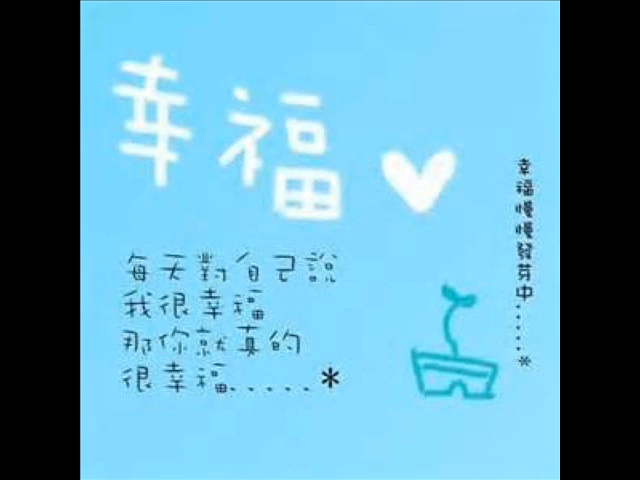 幸福
每天對自己說
我很幸福
那你就真的
很幸福.....*
幸福慢慢發芽中.....*